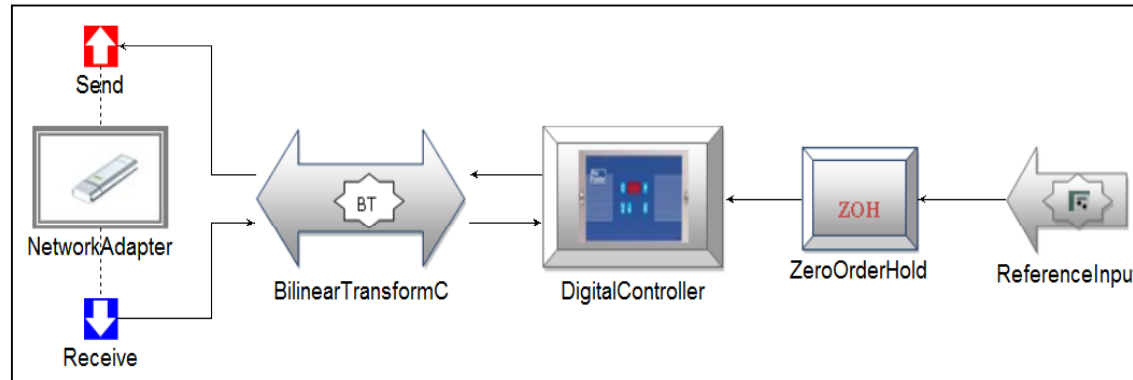 Send
NetworkAdapter
Receive
BT
BilinearTransformC
DigitalController
ZOH
ZeroOrderHold
ReferenceInpu